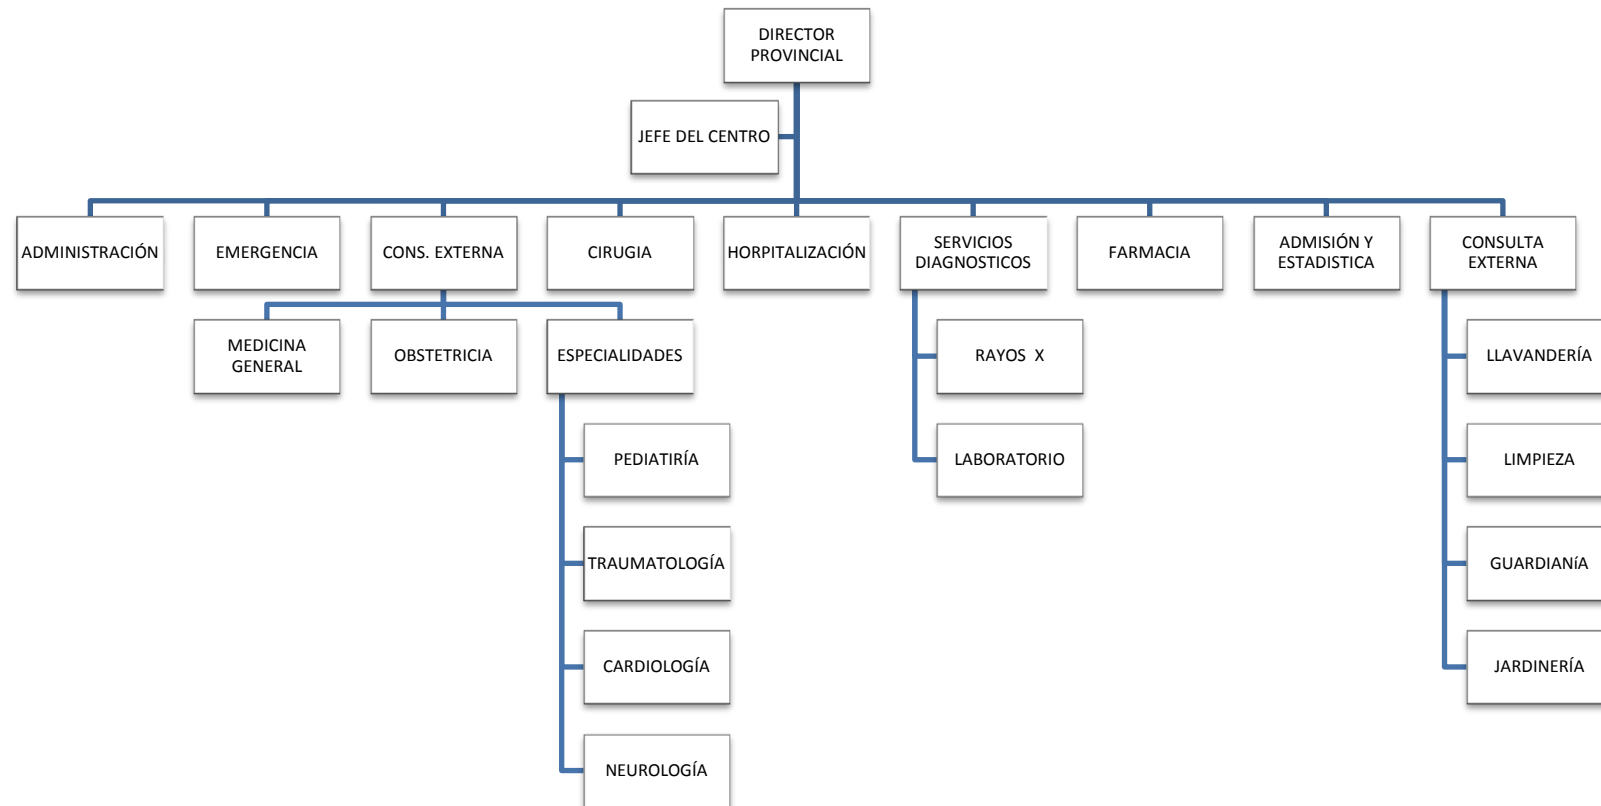 DIRECTOR
PROVINCIAL
JEFE DEL CENTRO
ADMINISTRACIÓN
EMERGENCIA
CONS. EXTERNA
CIRUGIA
HORPITALIZACIÓN
SERVICIOS
DIAGNOSTICOS
FARMACIA
ADMISIÓN Y
ESTADISTICA
CONSULTA
EXTERNA
MEDICINA
GENERAL
OBSTETRICIA
ESPECIALIDADES
RAYOS X
LLAVANDERÍA
PEDIATIRÍA
LABORATORIO
LIMPIEZA
TRAUMATOLOGÍA
GUARDIANíA
CARDIOLOGÍA
JARDINERÍA
NEUROLOGÍA